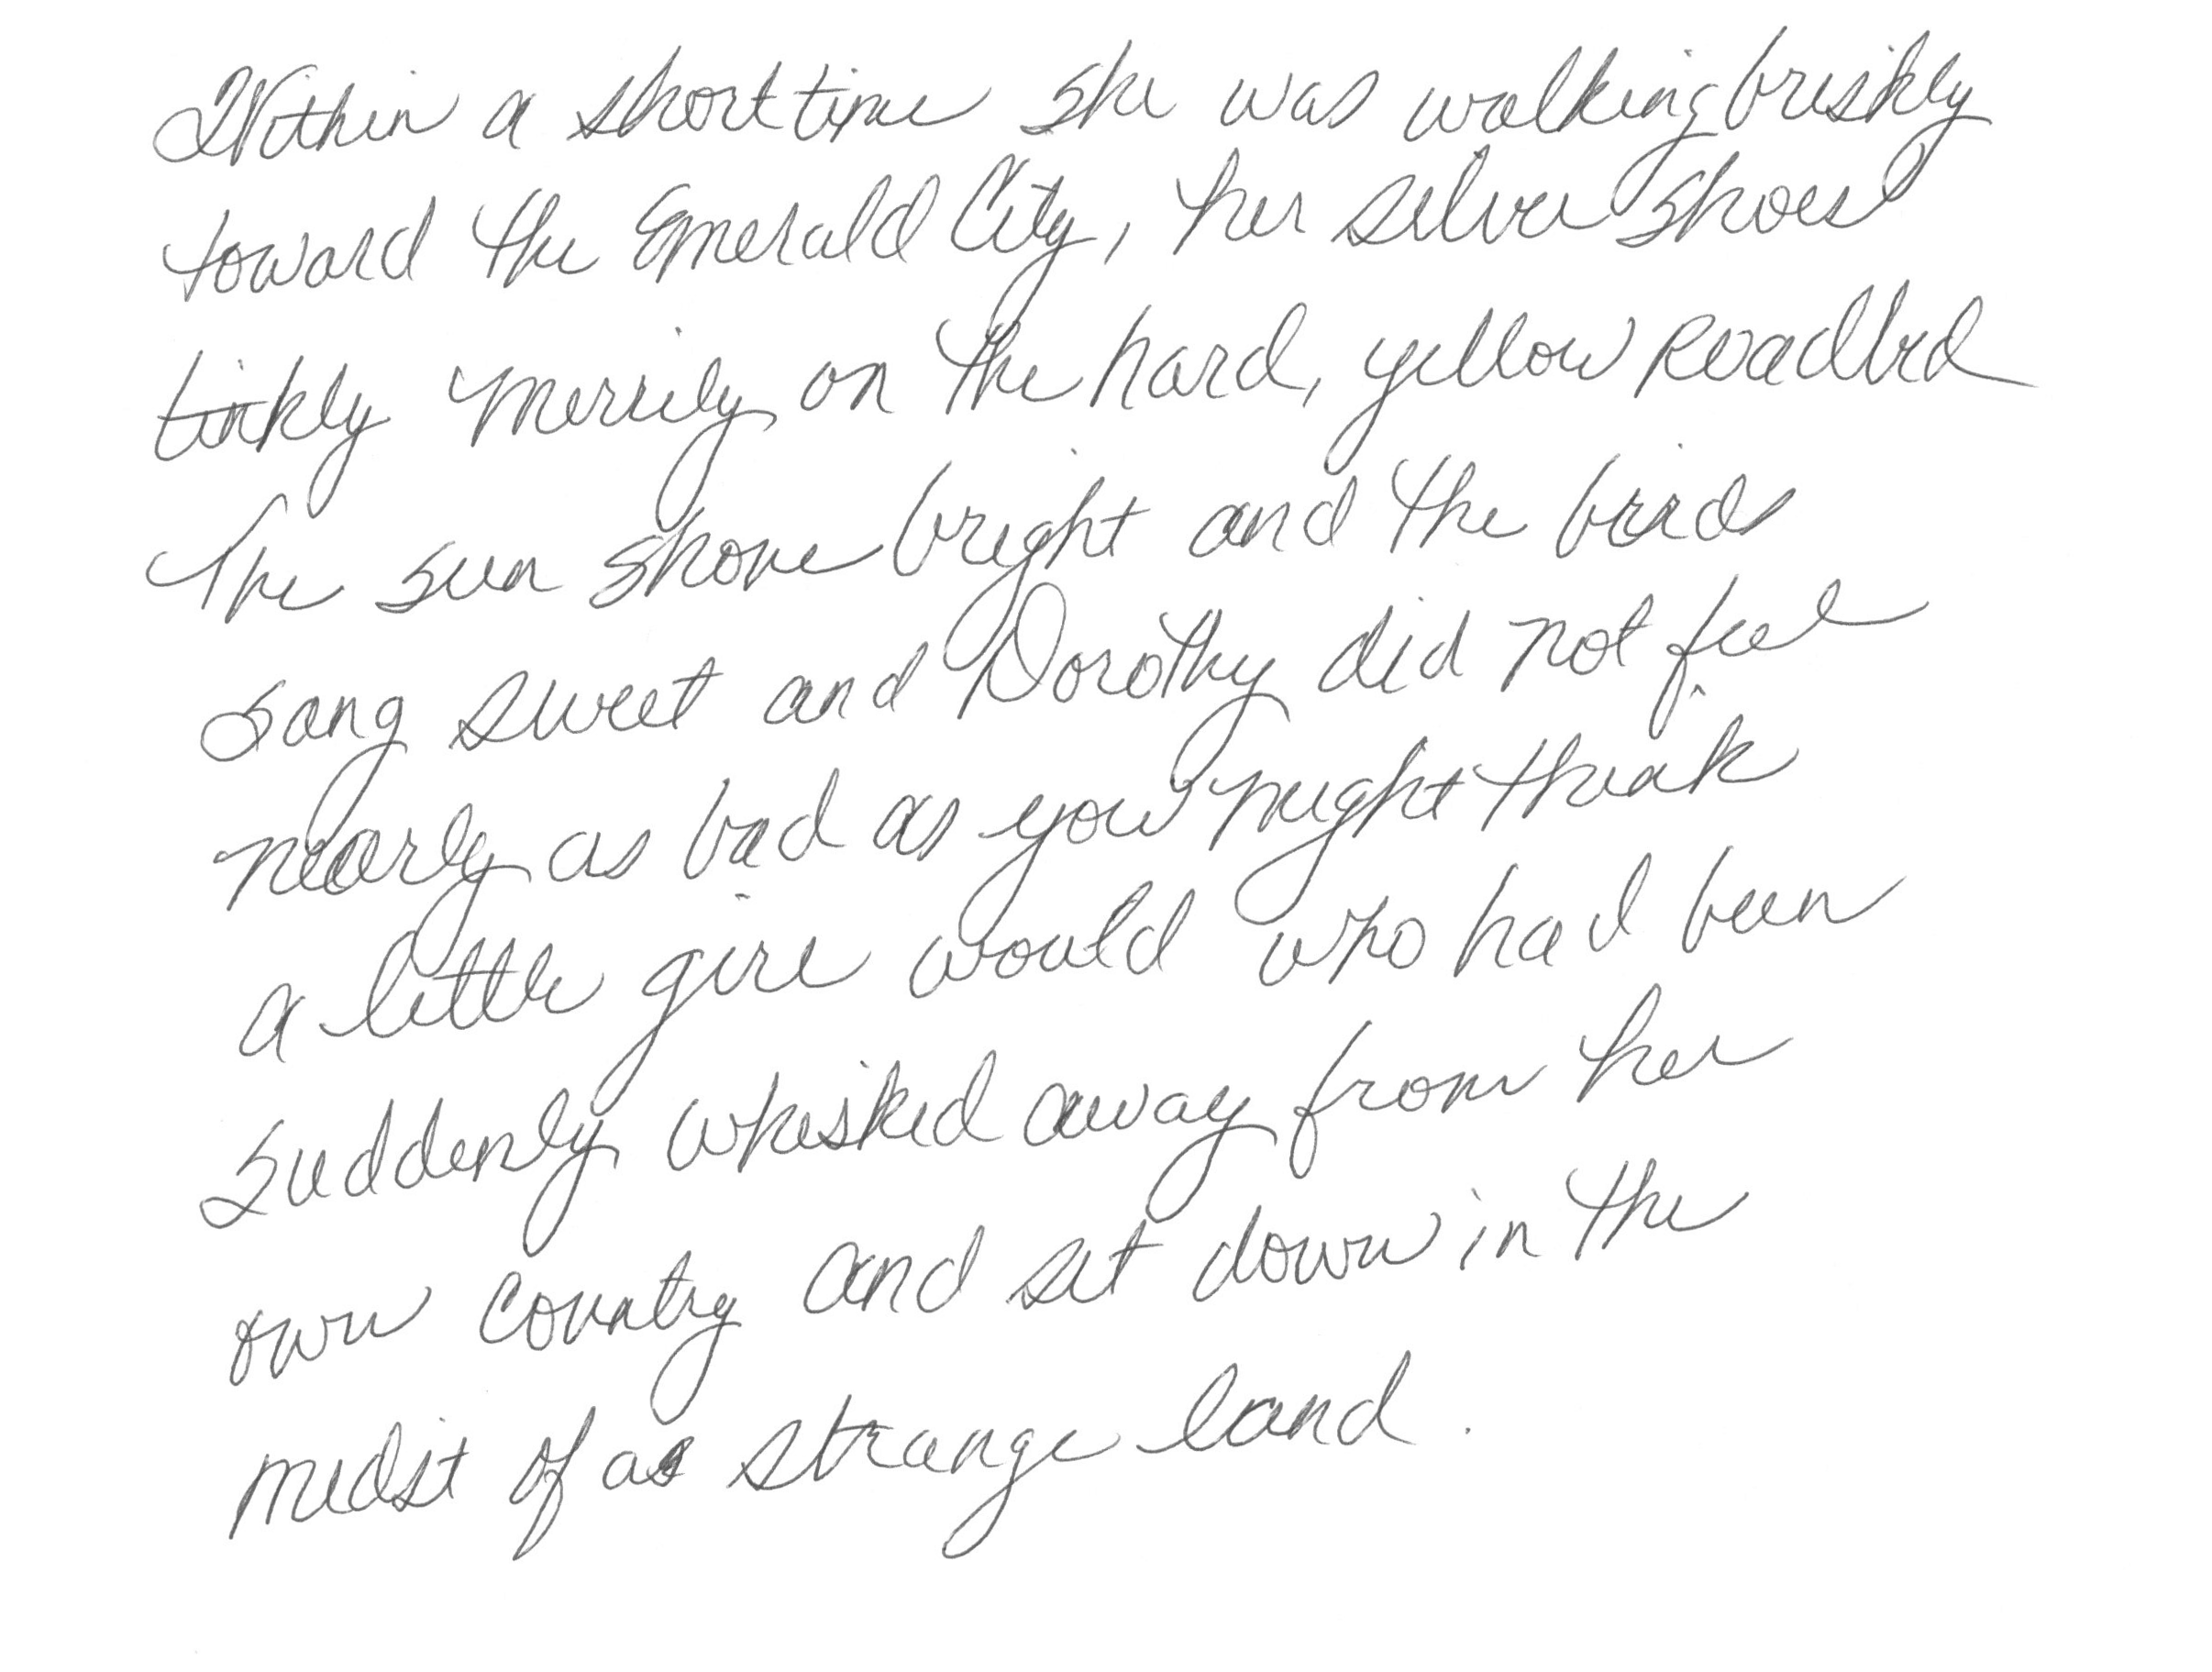 Within a short time she was walking briskly
toward the Emerald City, her silver shoes
tinkly merrily on the hard, yellow Roadbed
The sun shone bright and the birds
sang sweet and Dorothy did not feel
nearly as bad as you might think
a little girl would who had been
suddenly whisked away from her
own country and set down in the
midst of a strange land.